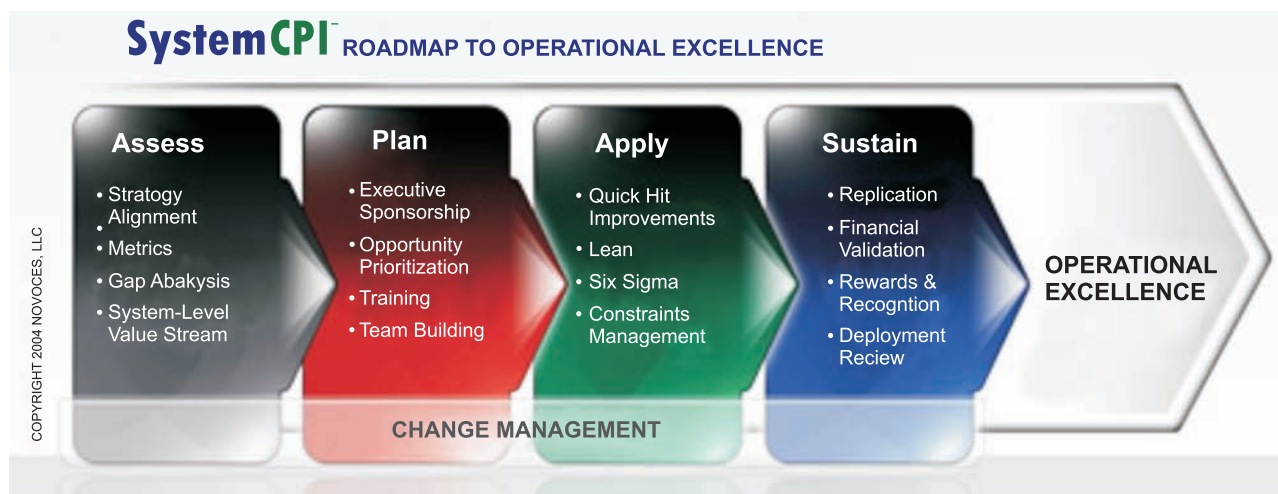 SystemCPI™ ROADMAP TO OPERATIONAL EXCELLENCE
Assess
• Stratogy
Alignment
•
• Metrics
• Gap Abakysis
• System-Level
Value Stream
Plan
• Executive
Sponsorship
• Opportunity
Prioritization
• Training
• Team Building
Apply
• Quick Hit
Improvements
• Lean
• Six Sigma
• Constraints
Management
Sustain
• Replication
• Financial
Validation
• Rewards &
Recogntion
• Deployment
Reciew
OPERATIONAL
EXCELLENCE
CHANGE MANAGEMENT
COPYRIGHT 2004 NOVOCES, LLC